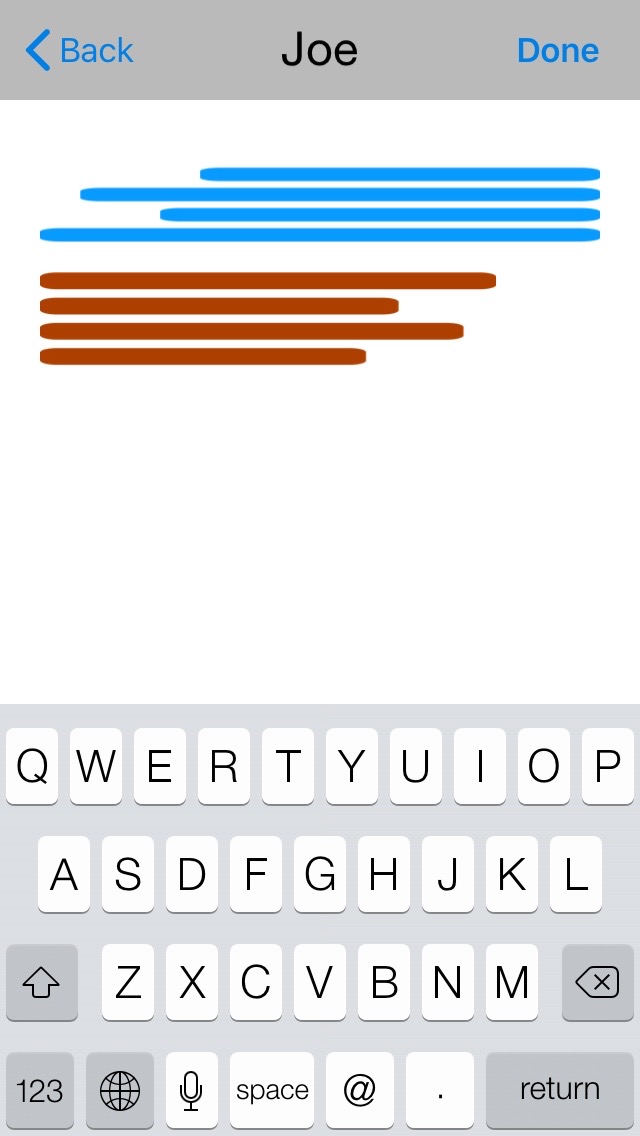 Back Joe Done
Q W E R T Y U I O P
A S D F G H J K L
Z X C V B N M
123 space @ . return